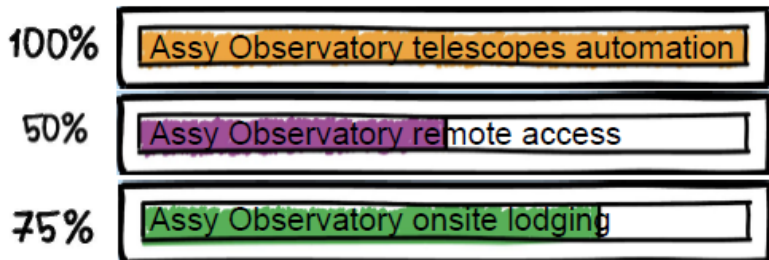 100% Assy Observatory telescopes automation
50% Assy Observatory remote access
75% Assy Observatory onsite lodging